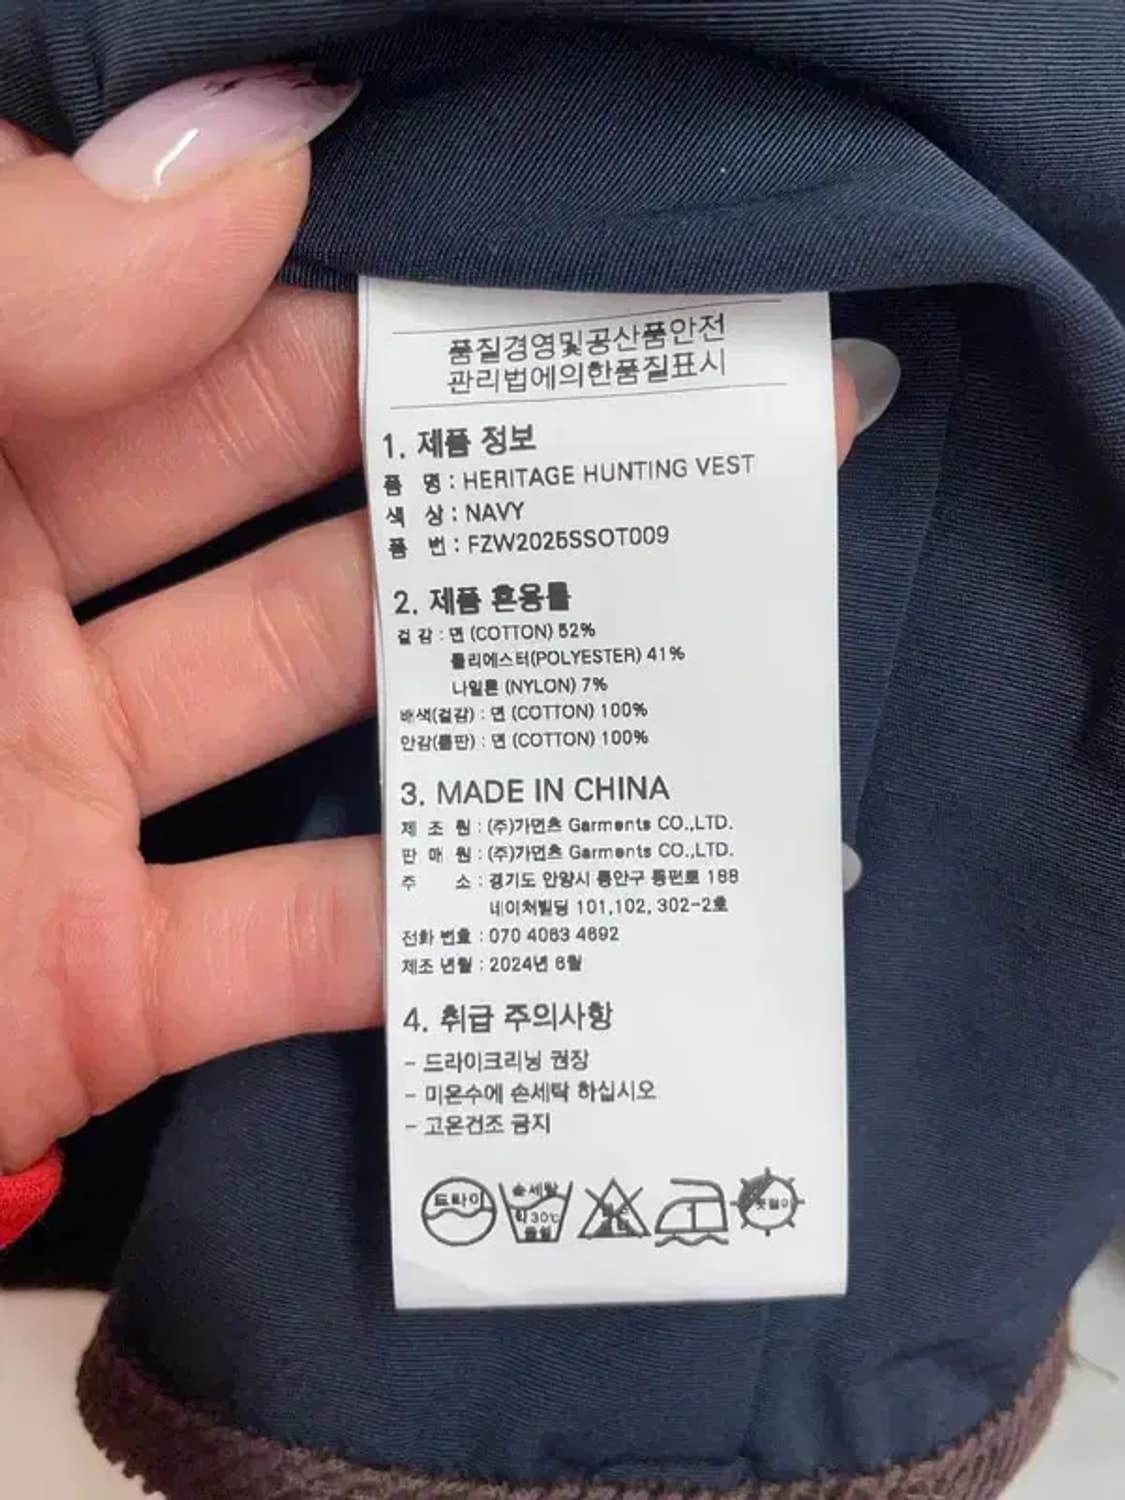 품질경영및공산품안전
관리법에의한품질표시
1. 제품 정보
품 명 : HERITAGE HUNTING VEST
색 상 : NAVY
품 번 : FZW2025SSOT009
2. 제품 혼용률
겉 감 : 면 (COTTON) 52%
폴리에스터(POLYESTER) 41%
나일론 (NYLON) 7%
배색(겉감) : 면 (COTTON) 100%
안감(몸판) : 면 (COTTON) 100%
3. MADE IN CHINA
제 조 원 : (주)가먼츠 Garments CO.,LTD.
판 매 원 : (주)가먼츠 Garments CO.,LTD.
주 소 : 경기도 안양시 동안구 동편로 188
네이처빌딩 101,102, 302-2호
전화 번호 : 070 4063 4692
제조 년월 : 2024년 6월
4. 취급 주의사항
- 드라이크리닝 권장
- 미온수에 손세탁 하십시오
- 고온건조 금지
드라이
손세탁
약30℃
중성
1